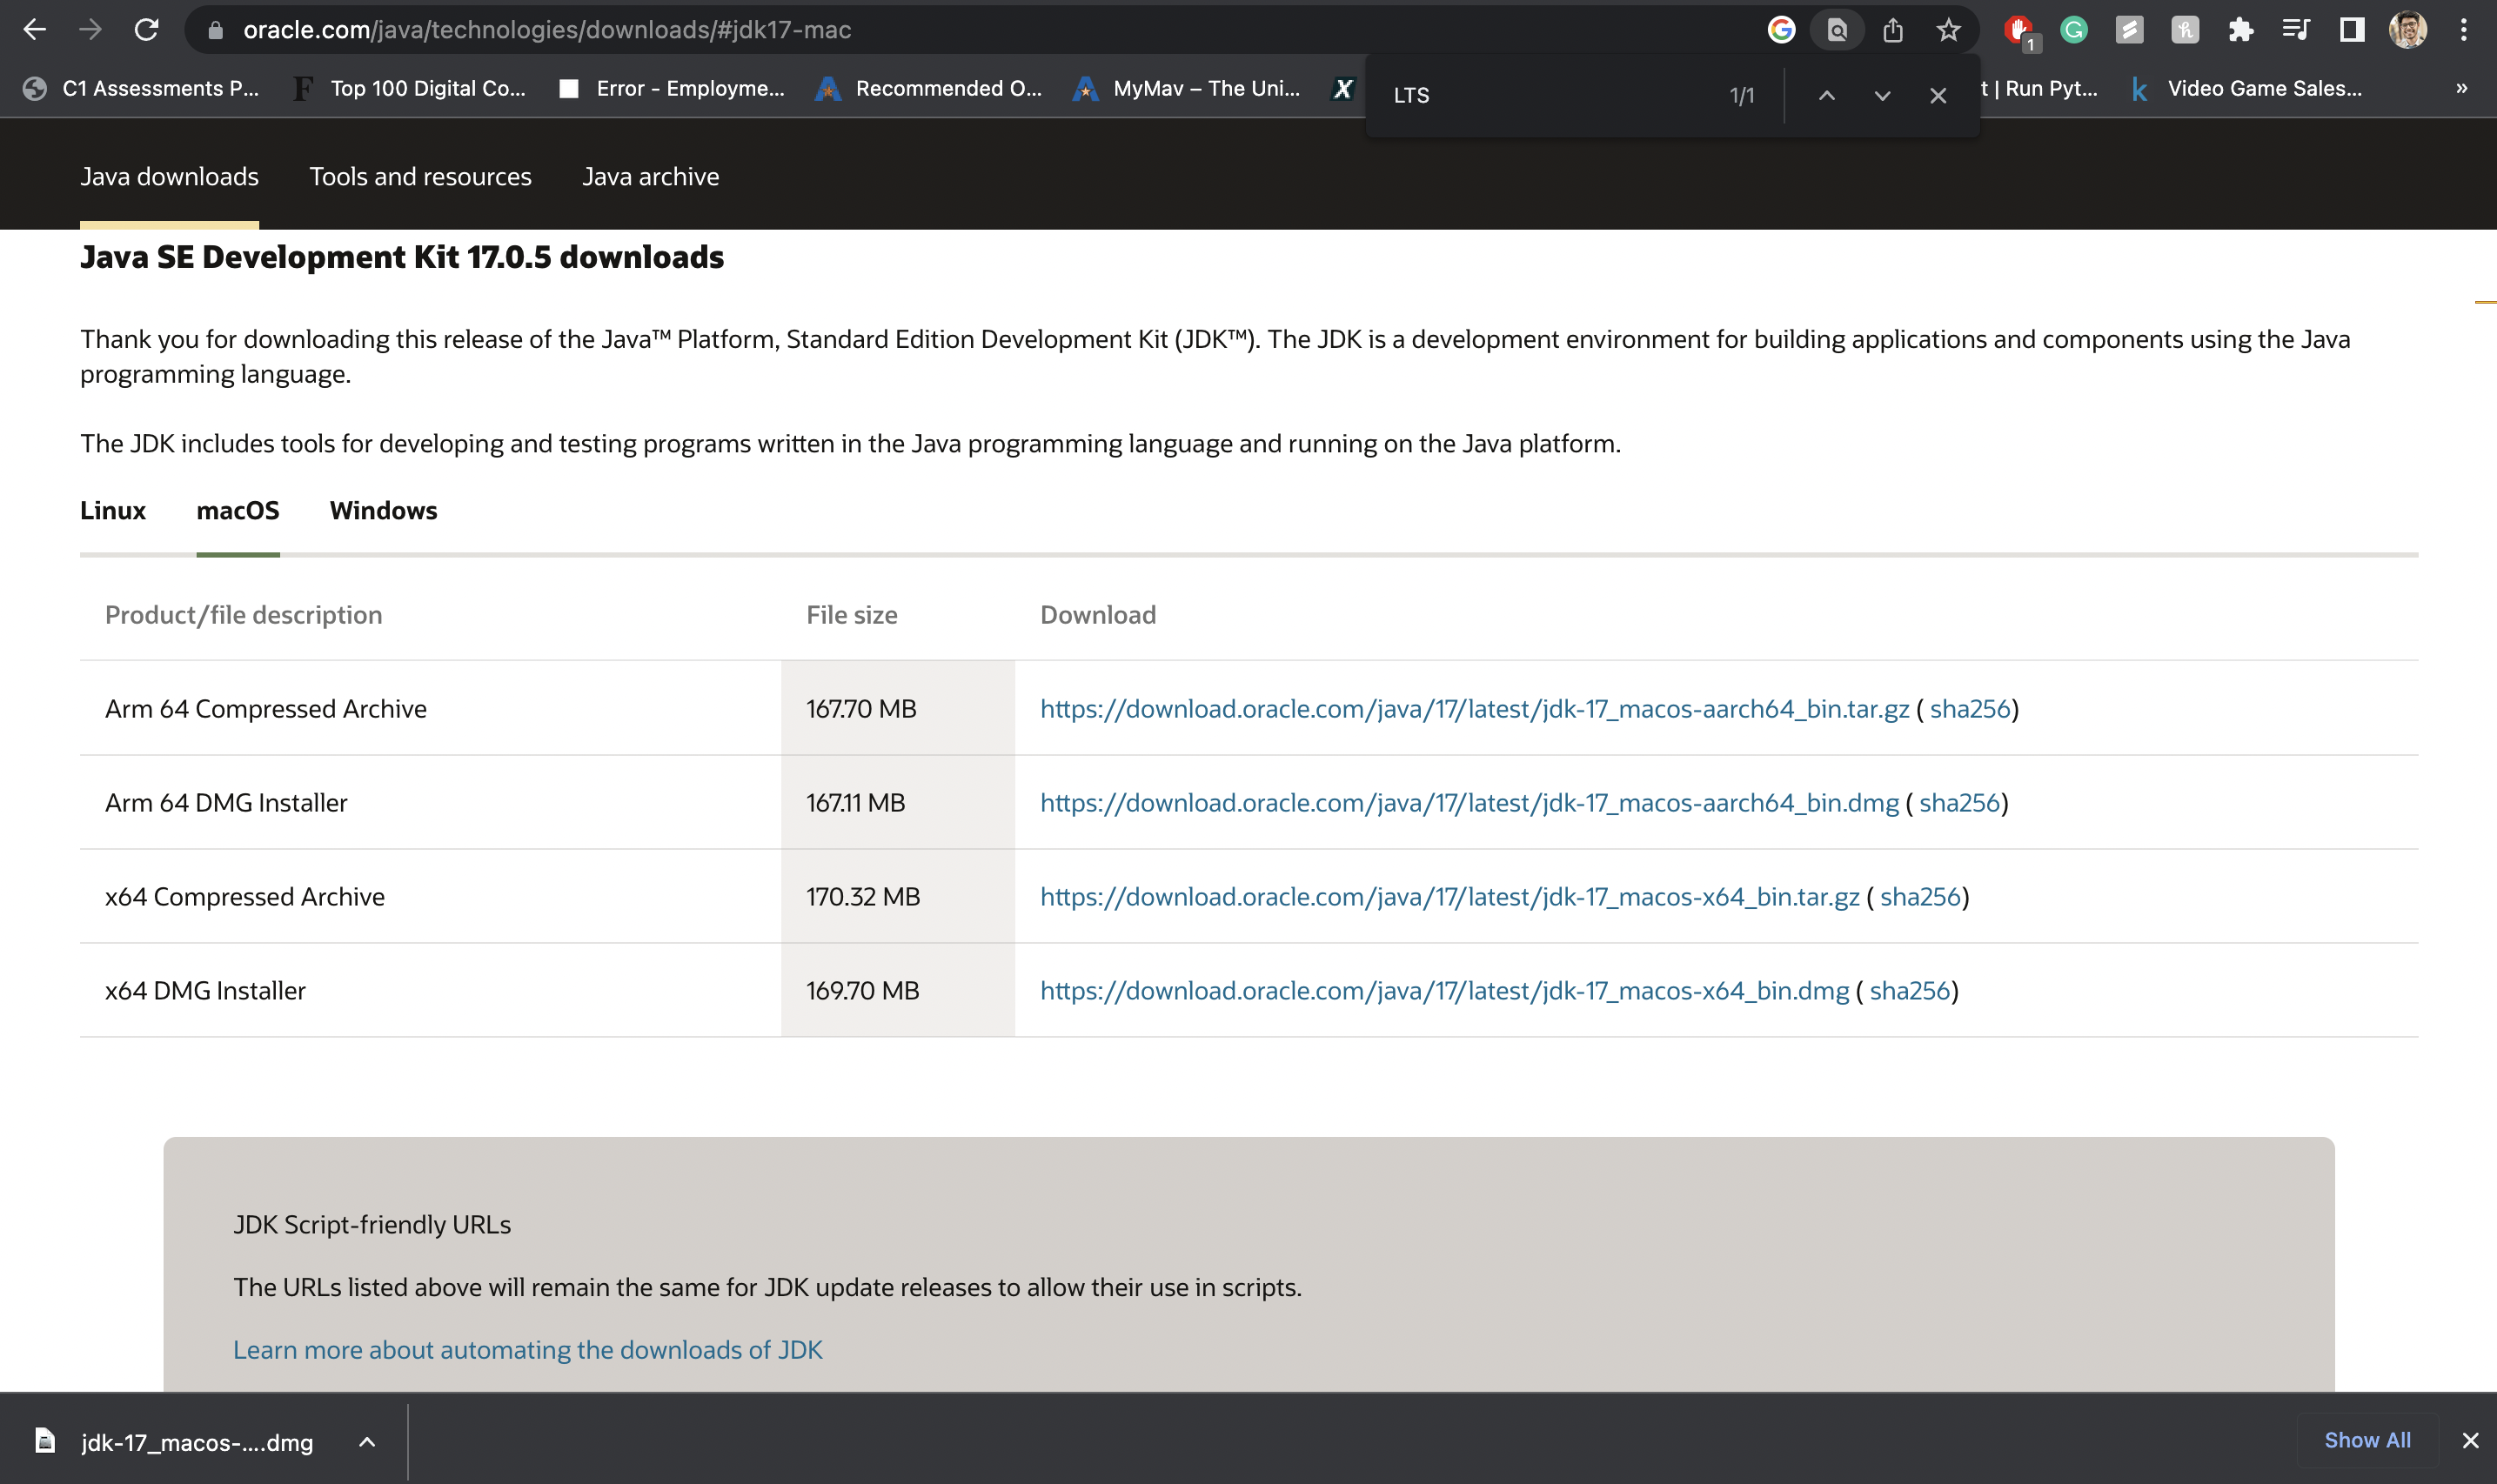 oracle.com/java/technologies/downloads/#jdk17-mac
1
C1 Assessments P...
Top 100 Digital Co...
Error - Employme...
Recommended O...
MyMav – The Uni...
LTS
1/1
t | Run Pyt...
Video Game Sales...
»
Java downloads
Tools and resources
Java archive
Java SE Development Kit 17.0.5 downloads
Thank you for downloading this release of the Java™ Platform, Standard Edition Development Kit (JDK™). The JDK is a development environment for building applications and components using the Java
programming language.
The JDK includes tools for developing and testing programs written in the Java programming language and running on the Java platform.
Linux macOS Windows
Product/file description File size Download
Arm 64 Compressed Archive 167.70 MB https://download.oracle.com/java/17/latest/jdk-17_macos-aarch64_bin.tar.gz ( sha256)
Arm 64 DMG Installer 167.11 MB https://download.oracle.com/java/17/latest/jdk-17_macos-aarch64_bin.dmg ( sha256)
x64 Compressed Archive 170.32 MB https://download.oracle.com/java/17/latest/jdk-17_macos-x64_bin.tar.gz ( sha256)
x64 DMG Installer 169.70 MB https://download.oracle.com/java/17/latest/jdk-17_macos-x64_bin.dmg ( sha256)
JDK Script-friendly URLs
The URLs listed above will remain the same for JDK update releases to allow their use in scripts.
Learn more about automating the downloads of JDK
jdk-17_macos-....dmg
Show All